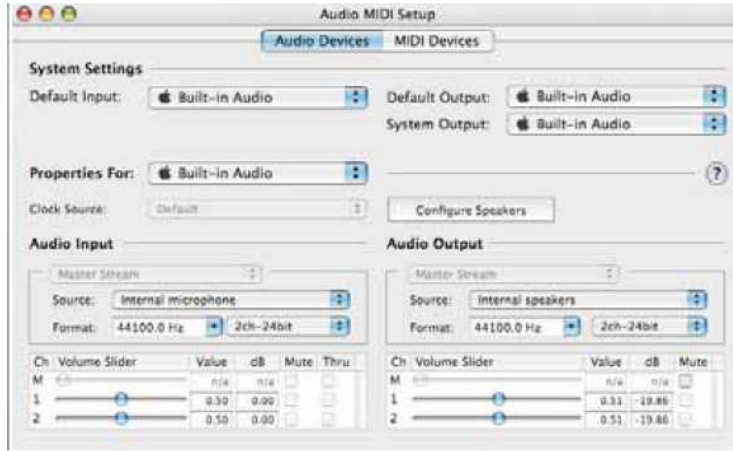 Audio MIDI Setup
Audio Devices MIDI Devices
System Settings
Default Input: Built-in Audio
Default Output: Built-in Audio
System Output: Built-in Audio
Properties For: Built-in Audio ?
Clock Source: Default
Configure Speakers
Audio Input
Master Stream
Source: Internal microphone
Format: 44100.0 Hz 2ch-24bit
Ch Volume Slider Value dB Mute Thru
M n/a n/a
1 0.50 0.00
2 0.50 0.00
Audio Output
Master Stream
Source: Internal speakers
Format: 44100.0 Hz 2ch-24bit
Ch Volume Slider Value dB Mute
M n/a n/a
1 0.51 -19.86
2 0.51 -19.86